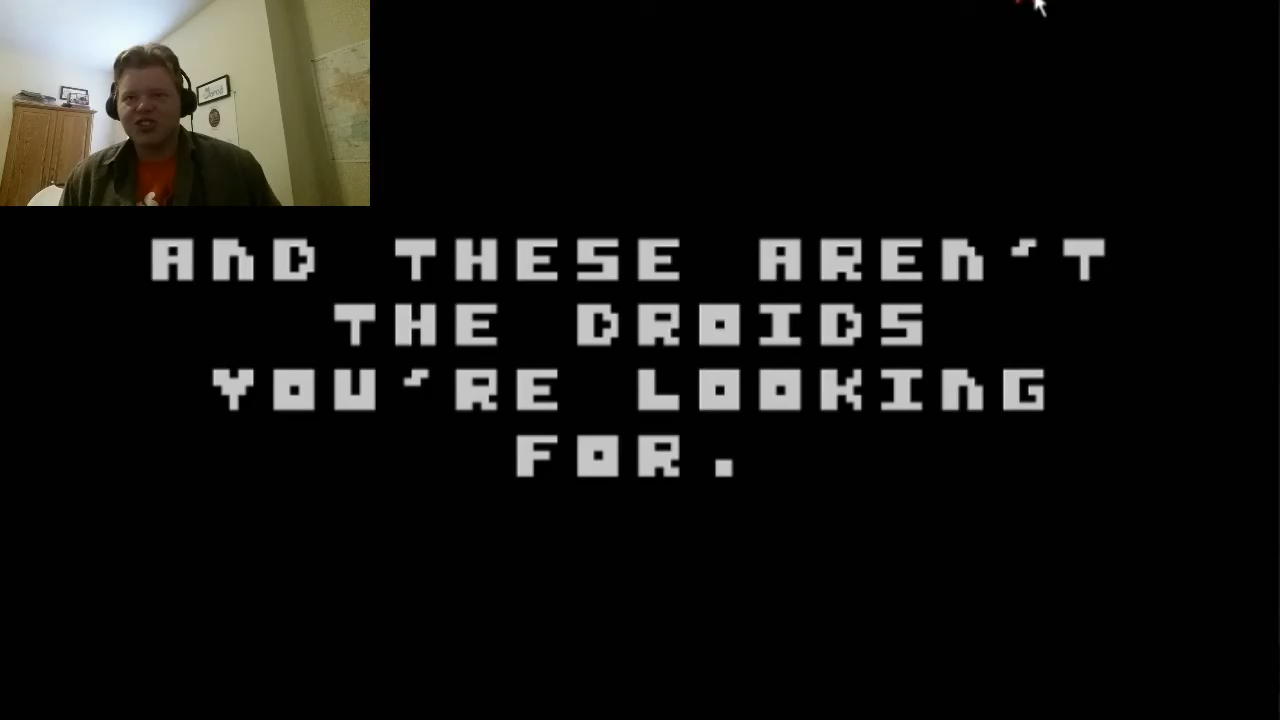 AND THESE AREN'T
THE DROIDS
YOU'RE LOOKING
FOR.